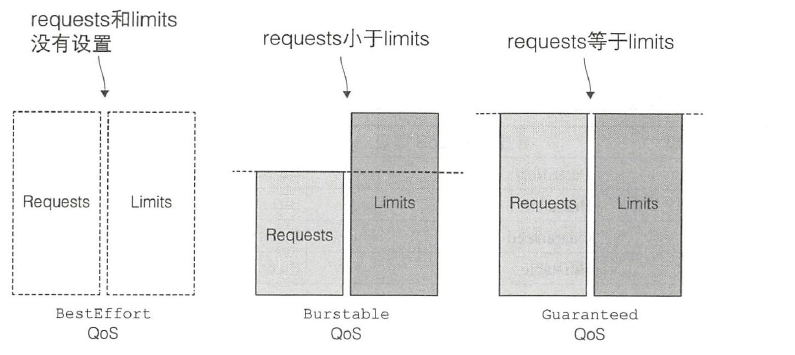 requests和limits
没有设置
requests小于limits
requests等于limits
Requests
Limits
Requests
Limits
Requests
Limits
BestEffort
QoS
Burstable
QoS
Guaranteed
QoS